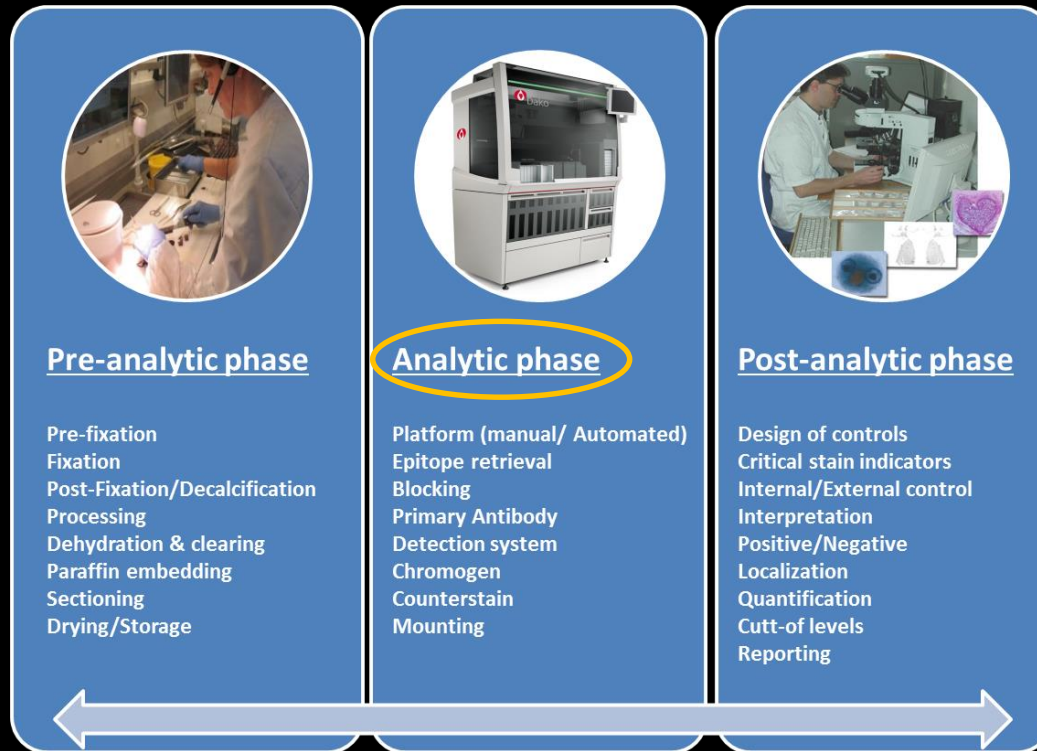 Dako
Pre-analytic phase
Pre-fixation
Fixation
Post-Fixation/Decalcification
Processing
Dehydration & clearing
Paraffin embedding
Sectioning
Drying/Storage
Analytic phase
Platform (manual/ Automated)
Epitope retrieval
Blocking
Primary Antibody
Detection system
Chromogen
Counterstain
Mounting
Post-analytic phase
Design of controls
Critical stain indicators
Internal/External control
Interpretation
Positive/Negative
Localization
Quantification
Cutt-of levels
Reporting